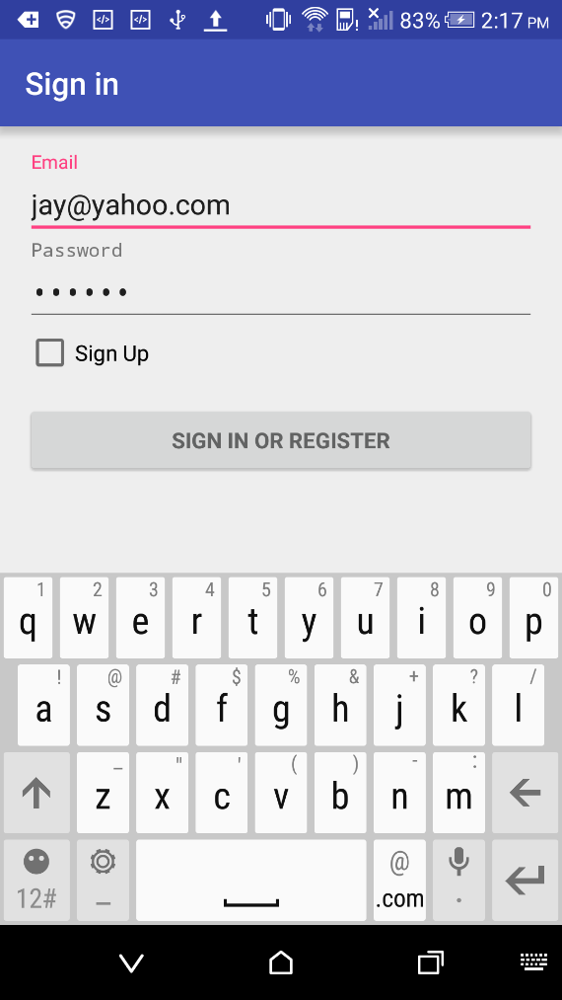 83% 2:17 PM
Sign in
Email
jay@yahoo.com
Password
••••••
Sign Up
SIGN IN OR REGISTER
1 2 3 4 5 6 7 8 9 0
q w e r t y u i o p
! @ # $ % & + ? /
a s d f g h j k l
_ " ' ( ) - :
z x c v b n m
@
12# _ .com .